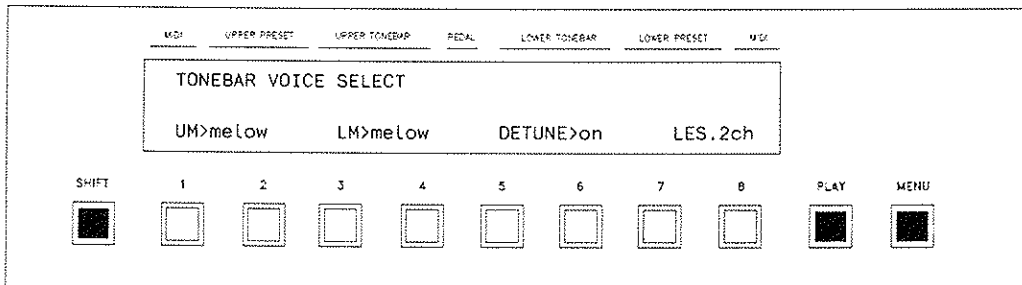 MIDI UPPER PRESET UPPER TONEBAR PEDAL LOWER TONEBAR LOWER PRESET MIDI
TONEBAR VOICE SELECT
UM>melow LM>melow DETUNE>on LES.2ch
SHIFT 1 2 3 4 5 6 7 8 PLAY MENU